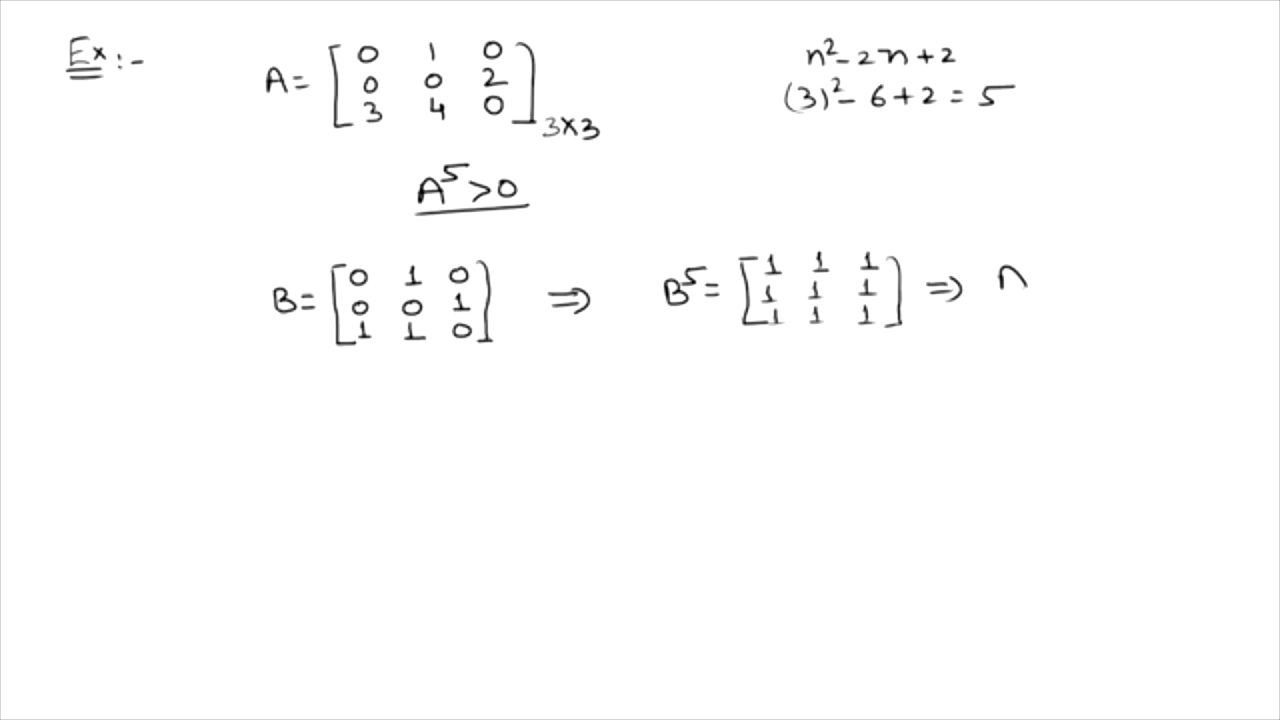 Ex :-
A = [0 1 0
0 0 2
3 4 0] 3×3
n² - 2n + 2
(3)² - 6 + 2 = 5
A⁵ > 0
B = [0 1 0
0 0 1
1 1 0] ⇒ B⁵ = [1 1 1
1 1 1
1 1 1] ⇒ n